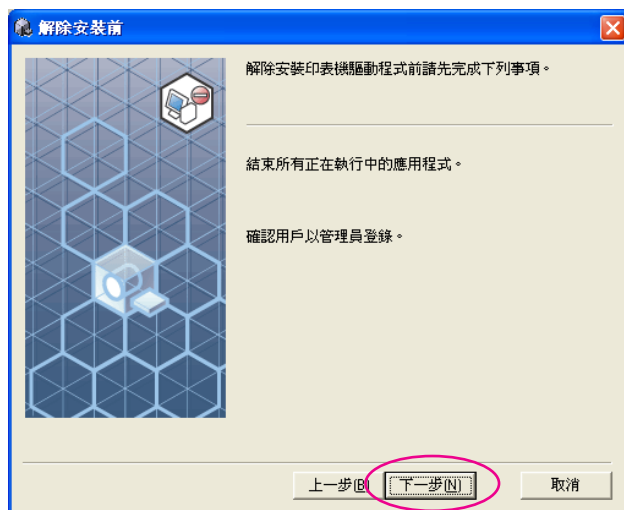 解除安裝前
解除安裝印表機驅動程式前請先完成下列事項。
結束所有正在執行中的應用程式。
確認用戶以管理員登錄。
上一步(B) 下一步(N) 取消